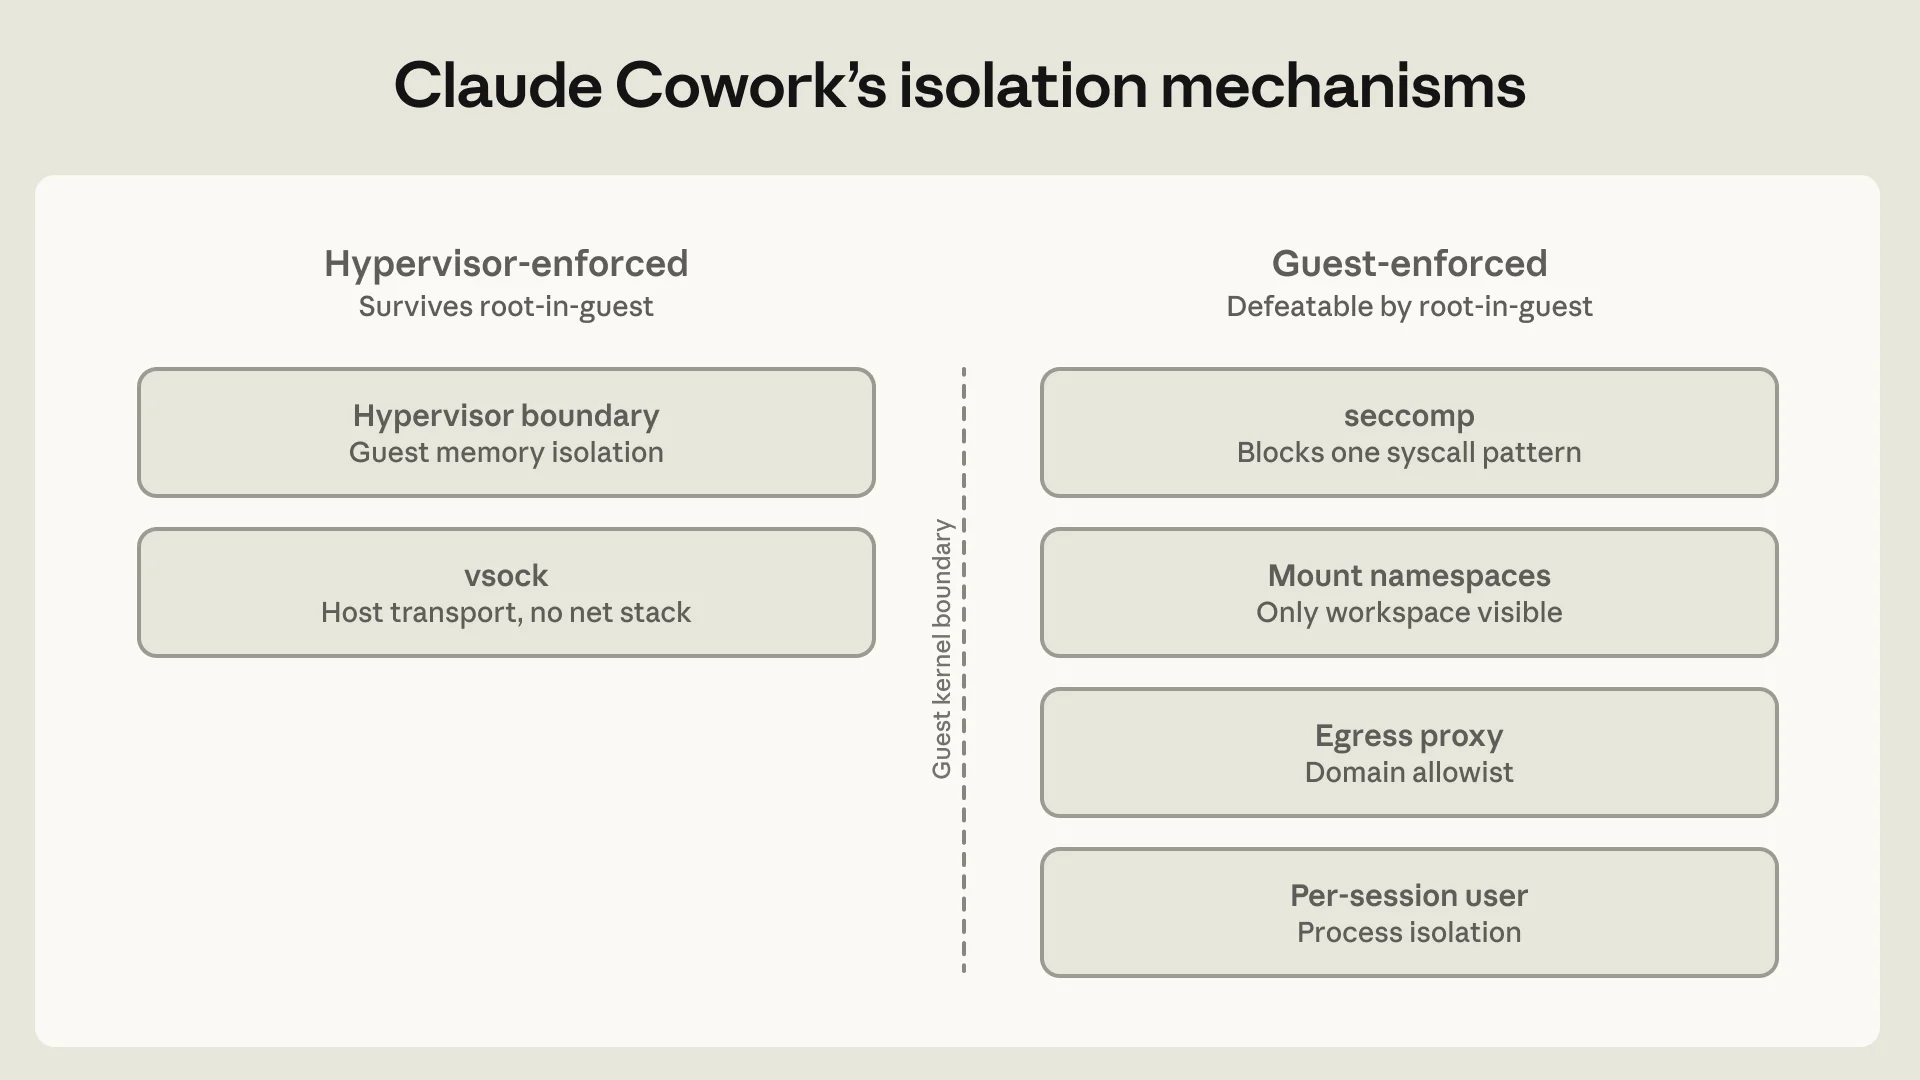 Claude Cowork’s isolation mechanisms
Hypervisor-enforced
Survives root-in-guest
Hypervisor boundary
Guest memory isolation
vsock
Host transport, no net stack
Guest kernel boundary
Guest-enforced
Defeatable by root-in-guest
seccomp
Blocks one syscall pattern
Mount namespaces
Only workspace visible
Egress proxy
Domain allowist
Per-session user
Process isolation